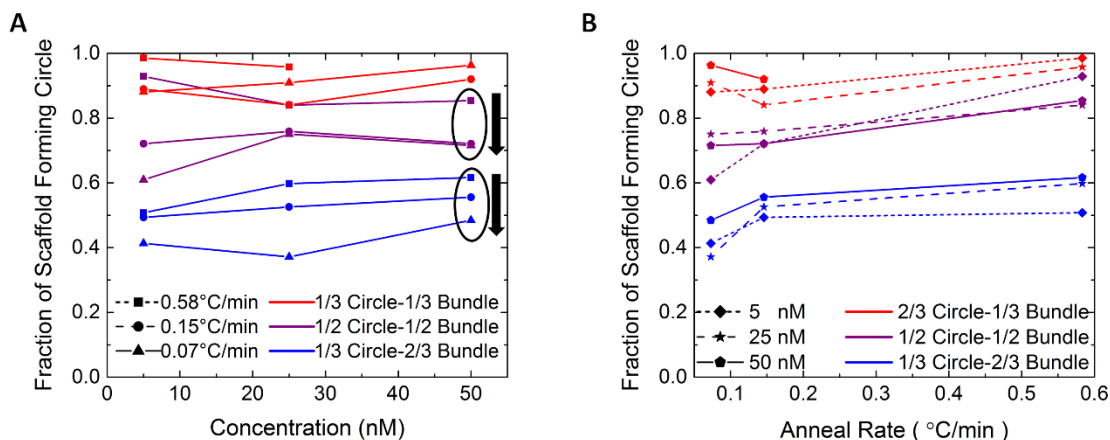 A
Fraction of Scaffold Forming Circle
1.0
0.8
0.6
0.4
0.2
0.0
0.58°C/min
0.15°C/min
0.07°C/min
1/3 Circle-1/3 Bundle
1/2 Circle-1/2 Bundle
1/3 Circle-2/3 Bundle
0 10 20 30 40 50
Concentration (nM)
B
Fraction of Scaffold Forming Circle
1.0
0.8
0.6
0.4
0.2
0.0
5 nM
25 nM
50 nM
2/3 Circle-1/3 Bundle
1/2 Circle-1/2 Bundle
1/3 Circle-2/3 Bundle
0.1 0.2 0.3 0.4 0.5 0.6
Anneal Rate ( °C/min)